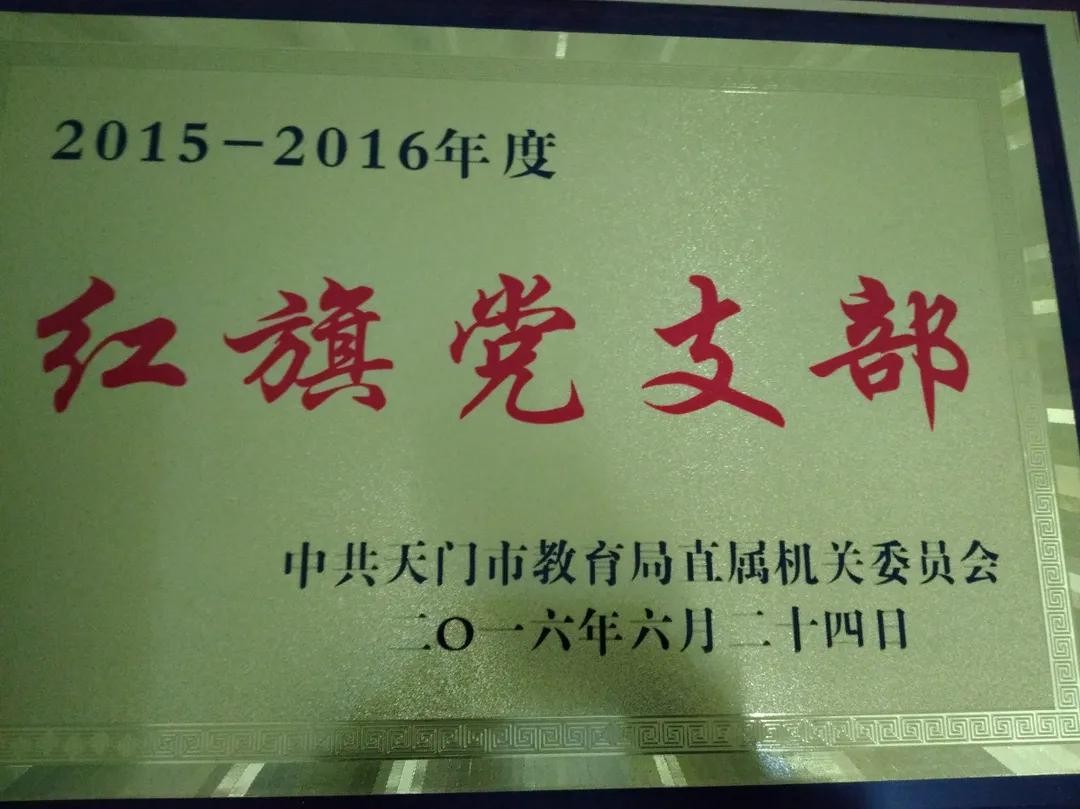 2015-2016年度
红旗党支部
中共天门市教育局直属机关委员会
二〇一六年六月二十四日